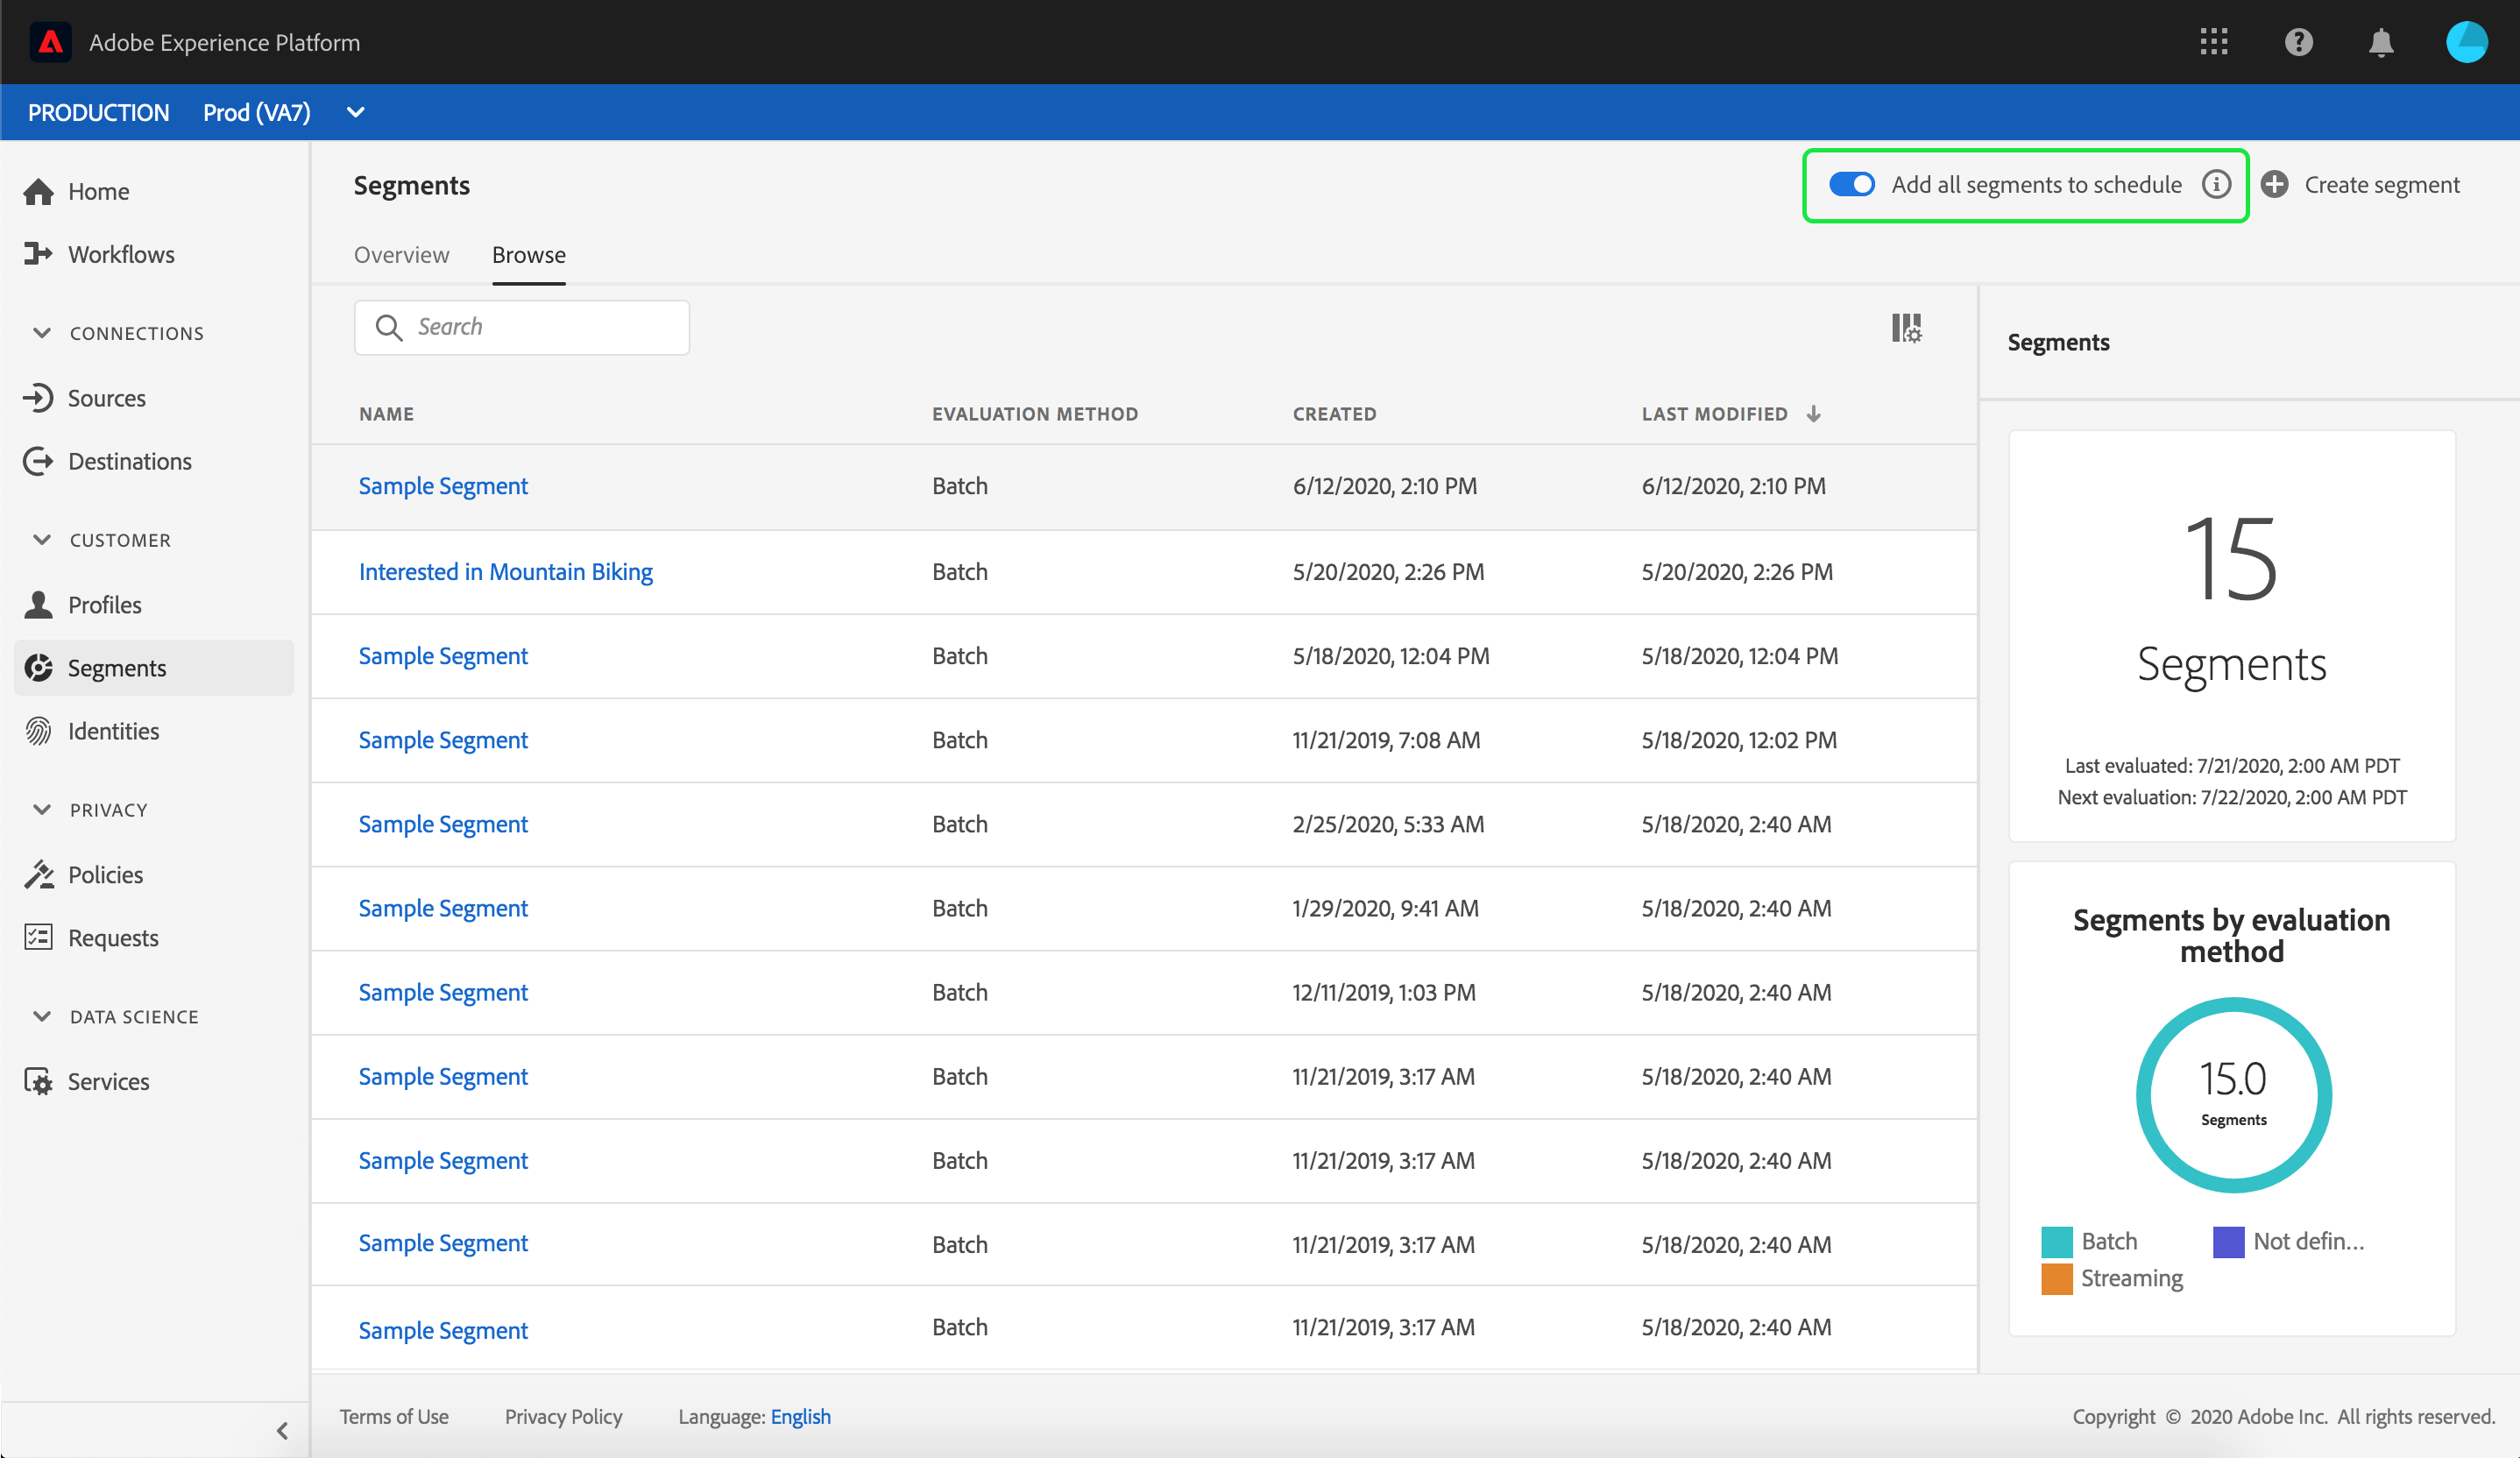 Adobe Experience Platform
PRODUCTION Prod (VA7)
Home
Workflows
CONNECTIONS
Sources
Destinations
CUSTOMER
Profiles
Segments
Identities
PRIVACY
Policies
Requests
DATA SCIENCE
Services
Segments
Add all segments to schedule
Create segment
Overview Browse
Search
NAME EVALUATION METHOD CREATED LAST MODIFIED
Sample Segment Batch 6/12/2020, 2:10 PM 6/12/2020, 2:10 PM
Interested in Mountain Biking Batch 5/20/2020, 2:26 PM 5/20/2020, 2:26 PM
Sample Segment Batch 5/18/2020, 12:04 PM 5/18/2020, 12:04 PM
Sample Segment Batch 11/21/2019, 7:08 AM 5/18/2020, 12:02 PM
Sample Segment Batch 2/25/2020, 5:33 AM 5/18/2020, 2:40 AM
Sample Segment Batch 1/29/2020, 9:41 AM 5/18/2020, 2:40 AM
Sample Segment Batch 12/11/2019, 1:03 PM 5/18/2020, 2:40 AM
Sample Segment Batch 11/21/2019, 3:17 AM 5/18/2020, 2:40 AM
Sample Segment Batch 11/21/2019, 3:17 AM 5/18/2020, 2:40 AM
Sample Segment Batch 11/21/2019, 3:17 AM 5/18/2020, 2:40 AM
Sample Segment Batch 11/21/2019, 3:17 AM 5/18/2020, 2:40 AM
Segments
15
Segments
Last evaluated: 7/21/2020, 2:00 AM PDT
Next evaluation: 7/22/2020, 2:00 AM PDT
Segments by evaluation
method
15.0
Segments
Batch Not defin...
Streaming
Terms of Use Privacy Policy Language: English
Copyright © 2020 Adobe Inc. All rights reserved.